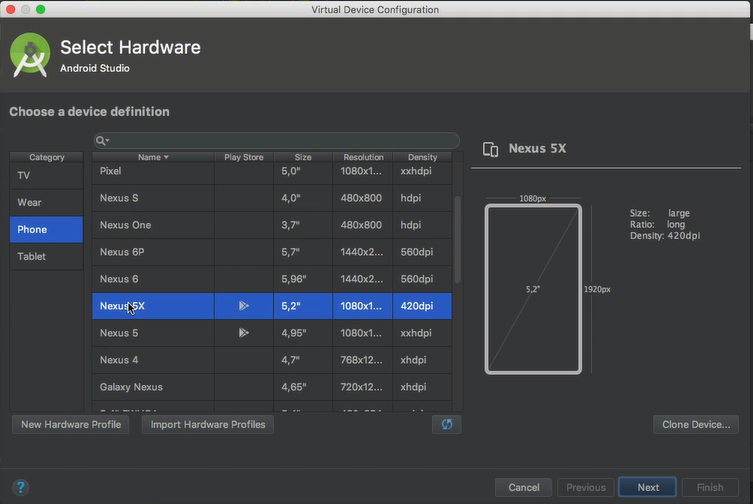 Virtual Device Configuration
Select Hardware
Android Studio
Choose a device definition
Category
TV
Wear
Phone
Tablet
Name Play Store Size Resolution Density
Pixel 5,0" 1080x1... xxhdpi
Nexus S 4,0" 480x800 hdpi
Nexus One 3,7" 480x800 hdpi
Nexus 6P 5,7" 1440x2... 560dpi
Nexus 6 5,96" 1440x2... 560dpi
Nexus 5X 5,2" 1080x1... 420dpi
Nexus 5 4,95" 1080x1... xxhdpi
Nexus 4 4,7" 768x12... xhdpi
Galaxy Nexus 4,65" 720x12... xhdpi
Nexus 5X
1080px
5,2"
1920px
Size: large
Ratio: long
Density: 420dpi
New Hardware Profile Import Hardware Profiles Clone Device...
? Cancel Previous Next Finish